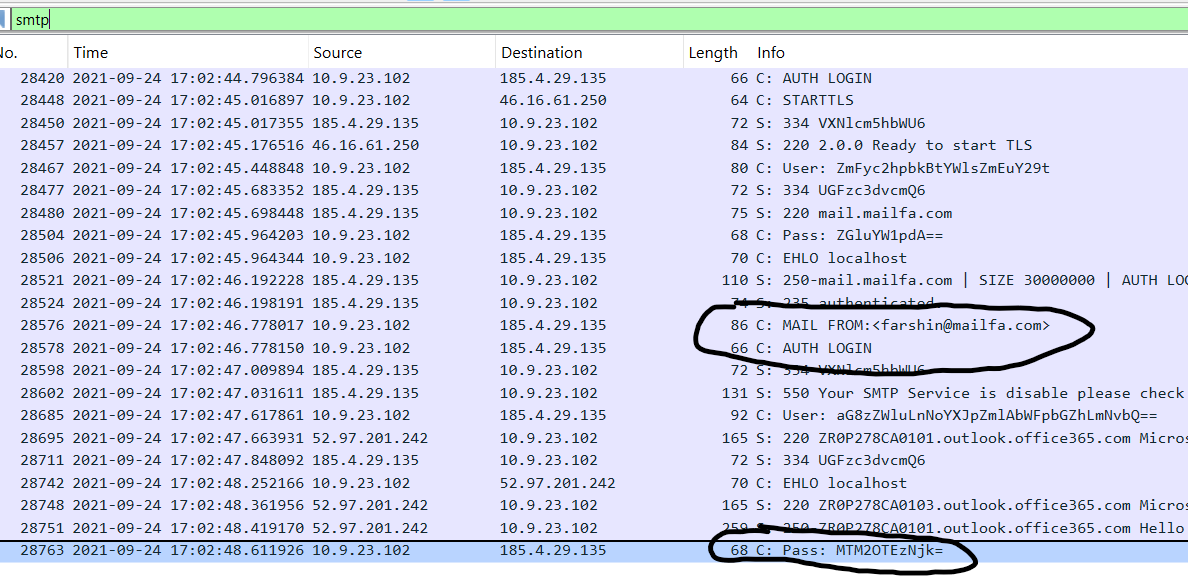 smtp
No. Time Source Destination Length Info
28420 2021-09-24 17:02:44.796384 10.9.23.102 185.4.29.135 66 C: AUTH LOGIN
28448 2021-09-24 17:02:45.016897 10.9.23.102 46.16.61.250 64 C: STARTTLS
28450 2021-09-24 17:02:45.017355 185.4.29.135 10.9.23.102 72 S: 334 VXNlcm5hbWU6
28457 2021-09-24 17:02:45.176516 46.16.61.250 10.9.23.102 84 S: 220 2.0.0 Ready to start TLS
28467 2021-09-24 17:02:45.448848 10.9.23.102 185.4.29.135 80 C: User: ZmFyc2hpbkBtYWlsZmEuY29t
28477 2021-09-24 17:02:45.683352 185.4.29.135 10.9.23.102 72 S: 334 UGFzc3dvcmQ6
28480 2021-09-24 17:02:45.698448 185.4.29.135 10.9.23.102 75 S: 220 mail.mailfa.com
28504 2021-09-24 17:02:45.964203 10.9.23.102 185.4.29.135 68 C: Pass: ZGluYW1pdA==
28506 2021-09-24 17:02:45.964344 10.9.23.102 185.4.29.135 70 C: EHLO localhost
28521 2021-09-24 17:02:46.192228 185.4.29.135 10.9.23.102 110 S: 250-mail.mailfa.com | SIZE 30000000 | AUTH LOG
28524 2021-09-24 17:02:46.198191 185.4.29.135 10.9.23.102 74 S: 235 authenticated
28576 2021-09-24 17:02:46.778017 10.9.23.102 185.4.29.135 86 C: MAIL FROM:<farshin@mailfa.com>
28578 2021-09-24 17:02:46.778150 10.9.23.102 185.4.29.135 66 C: AUTH LOGIN
28598 2021-09-24 17:02:47.009894 185.4.29.135 10.9.23.102 72 S: 334 VXNlcm5hbWU6
28602 2021-09-24 17:02:47.031611 185.4.29.135 10.9.23.102 131 S: 550 Your SMTP Service is disable please check
28685 2021-09-24 17:02:47.617861 10.9.23.102 185.4.29.135 92 C: User: aG8zZWluLnNoYXJpZmlAbWFpbGZhLmNvbQ==
28695 2021-09-24 17:02:47.663931 52.97.201.242 10.9.23.102 165 S: 220 ZR0P278CA0101.outlook.office365.com Micros
28711 2021-09-24 17:02:47.848092 185.4.29.135 10.9.23.102 72 S: 334 UGFzc3dvcmQ6
28742 2021-09-24 17:02:48.252166 10.9.23.102 52.97.201.242 70 C: EHLO localhost
28748 2021-09-24 17:02:48.361956 52.97.201.242 10.9.23.102 165 S: 220 ZR0P278CA0103.outlook.office365.com Micros
28751 2021-09-24 17:02:48.419170 52.97.201.242 10.9.23.102 259 S: 250 ZR0P278CA0101.outlook.office365.com Hello
28763 2021-09-24 17:02:48.611926 10.9.23.102 185.4.29.135 68 C: Pass: MTM2OTEzNjk=